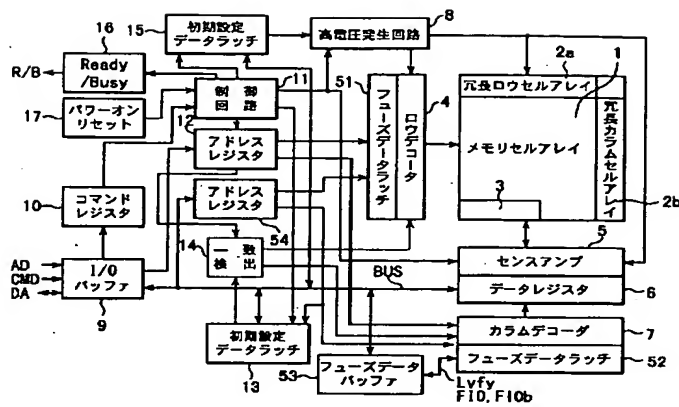 15
初期設定
データラッチ
高電圧発生回路
8
16
Ready
/Busy
R/B
11
制御
回路
51
フューズデータラッチ
ロウデコータ
4
2a
1
冗長ロウセルアレイ
メモリセルアレイ
冗長カラムセルアレイ
3
2b
17
パワーオン
リセット
12
アドレス
レジスタ
10
コマンド
レジスタ
アドレス
レジスタ
54
14
一致
検出
5
センスアンプ
データレジスタ
6
BUS
AD
CMD
DA
I/O
バッファ
9
カラムデコーダ
7
フューズデータラッチ
52
初期設定
データラッチ
13
53
フューズデータ
バッファ
Lvfy
FIO, FIOb